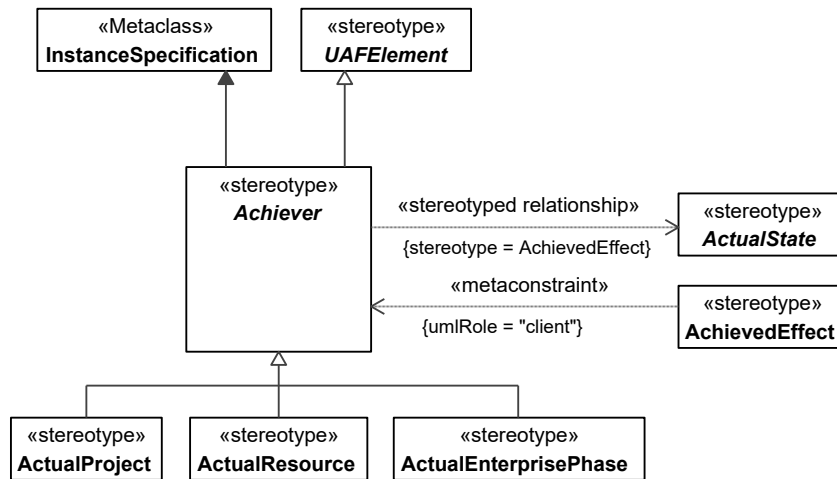 «Metaclass»
InstanceSpecification
«stereotype»
UAFElement
«stereotype»
Achiever
«stereotyped relationship»
{stereotype = AchievedEffect}
«stereotype»
ActualState
«metaconstraint»
{umlRole = "client"}
«stereotype»
AchievedEffect
«stereotype»
ActualProject
«stereotype»
ActualResource
«stereotype»
ActualEnterprisePhase